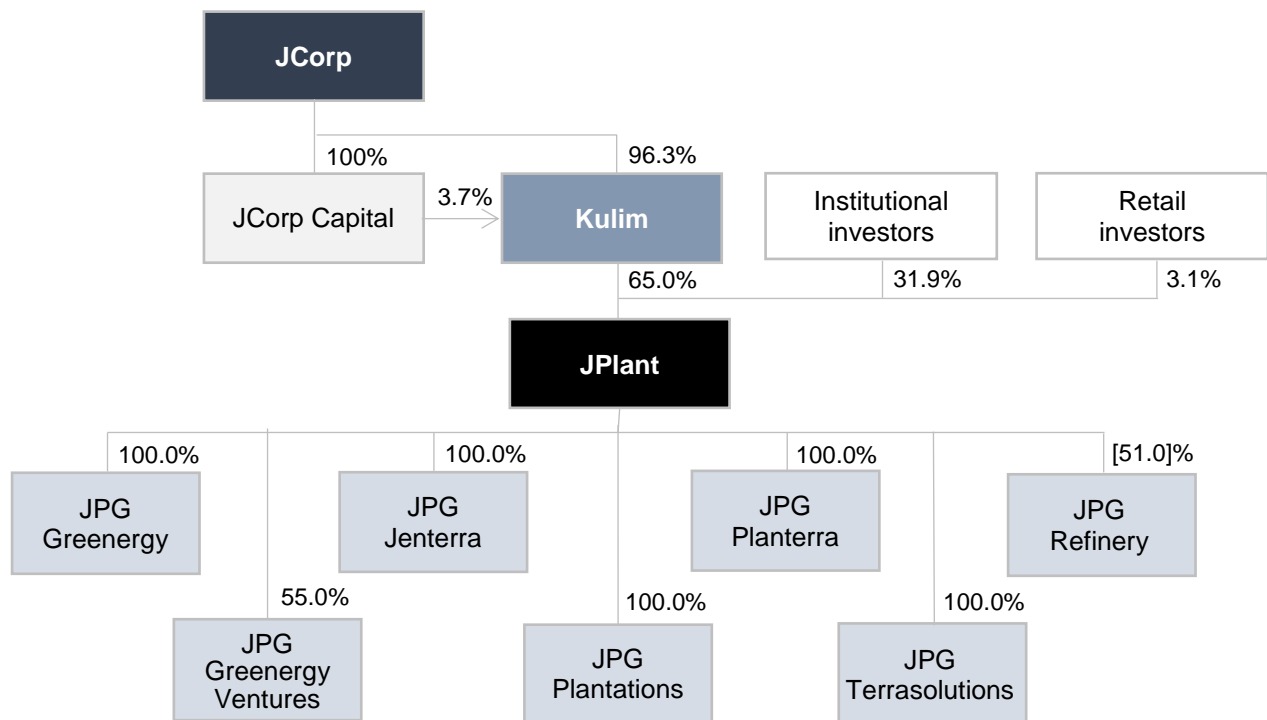 JCorp
100%
96.3%
JCorp Capital
3.7%
Kulim
Institutional
investors
Retail
investors
65.0%
31.9%
3.1%
JPlant
100.0%
100.0%
100.0%
[51.0]%
JPG
Greenergy
JPG
Jenterra
JPG
Planterra
JPG
Refinery
55.0%
100.0%
100.0%
JPG
Greenergy
Ventures
JPG
Plantations
JPG
Terrasolutions